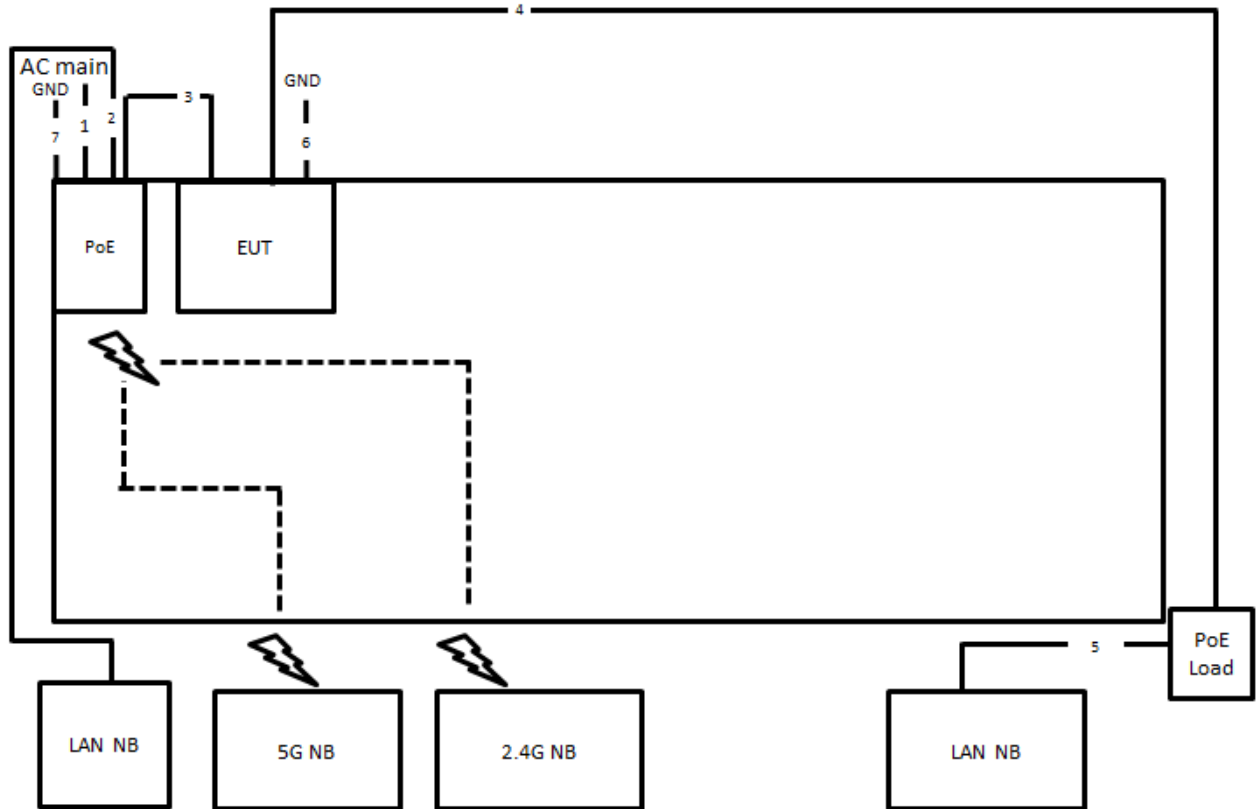 4
AC main
GND
GND
3
2
1
7
6
PoE
EUT
5
PoE
Load
LAN NB
5G NB
2.4G NB
LAN NB